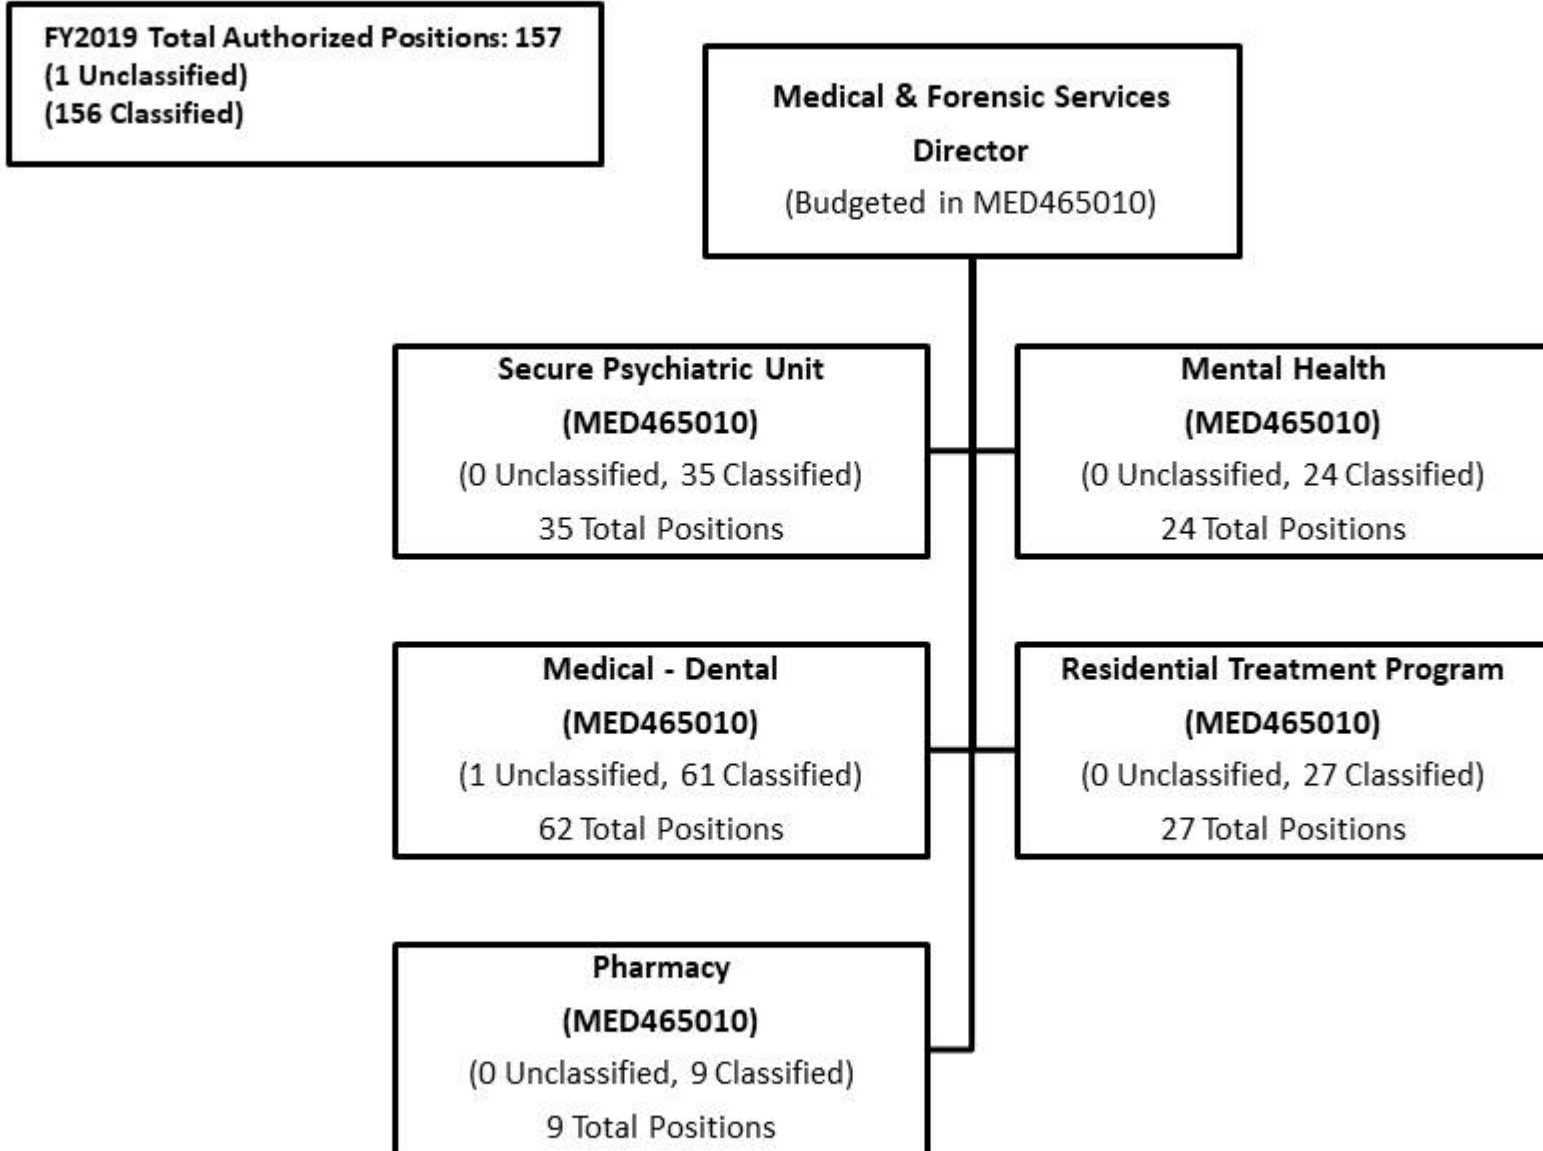 FY2019 Total Authorized Positions: 157
(1 Unclassified)
(156 Classified)
Medical & Forensic Services
Director
(Budgeted in MED465010)
Secure Psychiatric Unit
(MED465010)
(0 Unclassified, 35 Classified)
35 Total Positions
Mental Health
(MED465010)
(0 Unclassified, 24 Classified)
24 Total Positions
Medical - Dental
(MED465010)
(1 Unclassified, 61 Classified)
62 Total Positions
Residential Treatment Program
(MED465010)
(0 Unclassified, 27 Classified)
27 Total Positions
Pharmacy
(MED465010)
(0 Unclassified, 9 Classified)
9 Total Positions